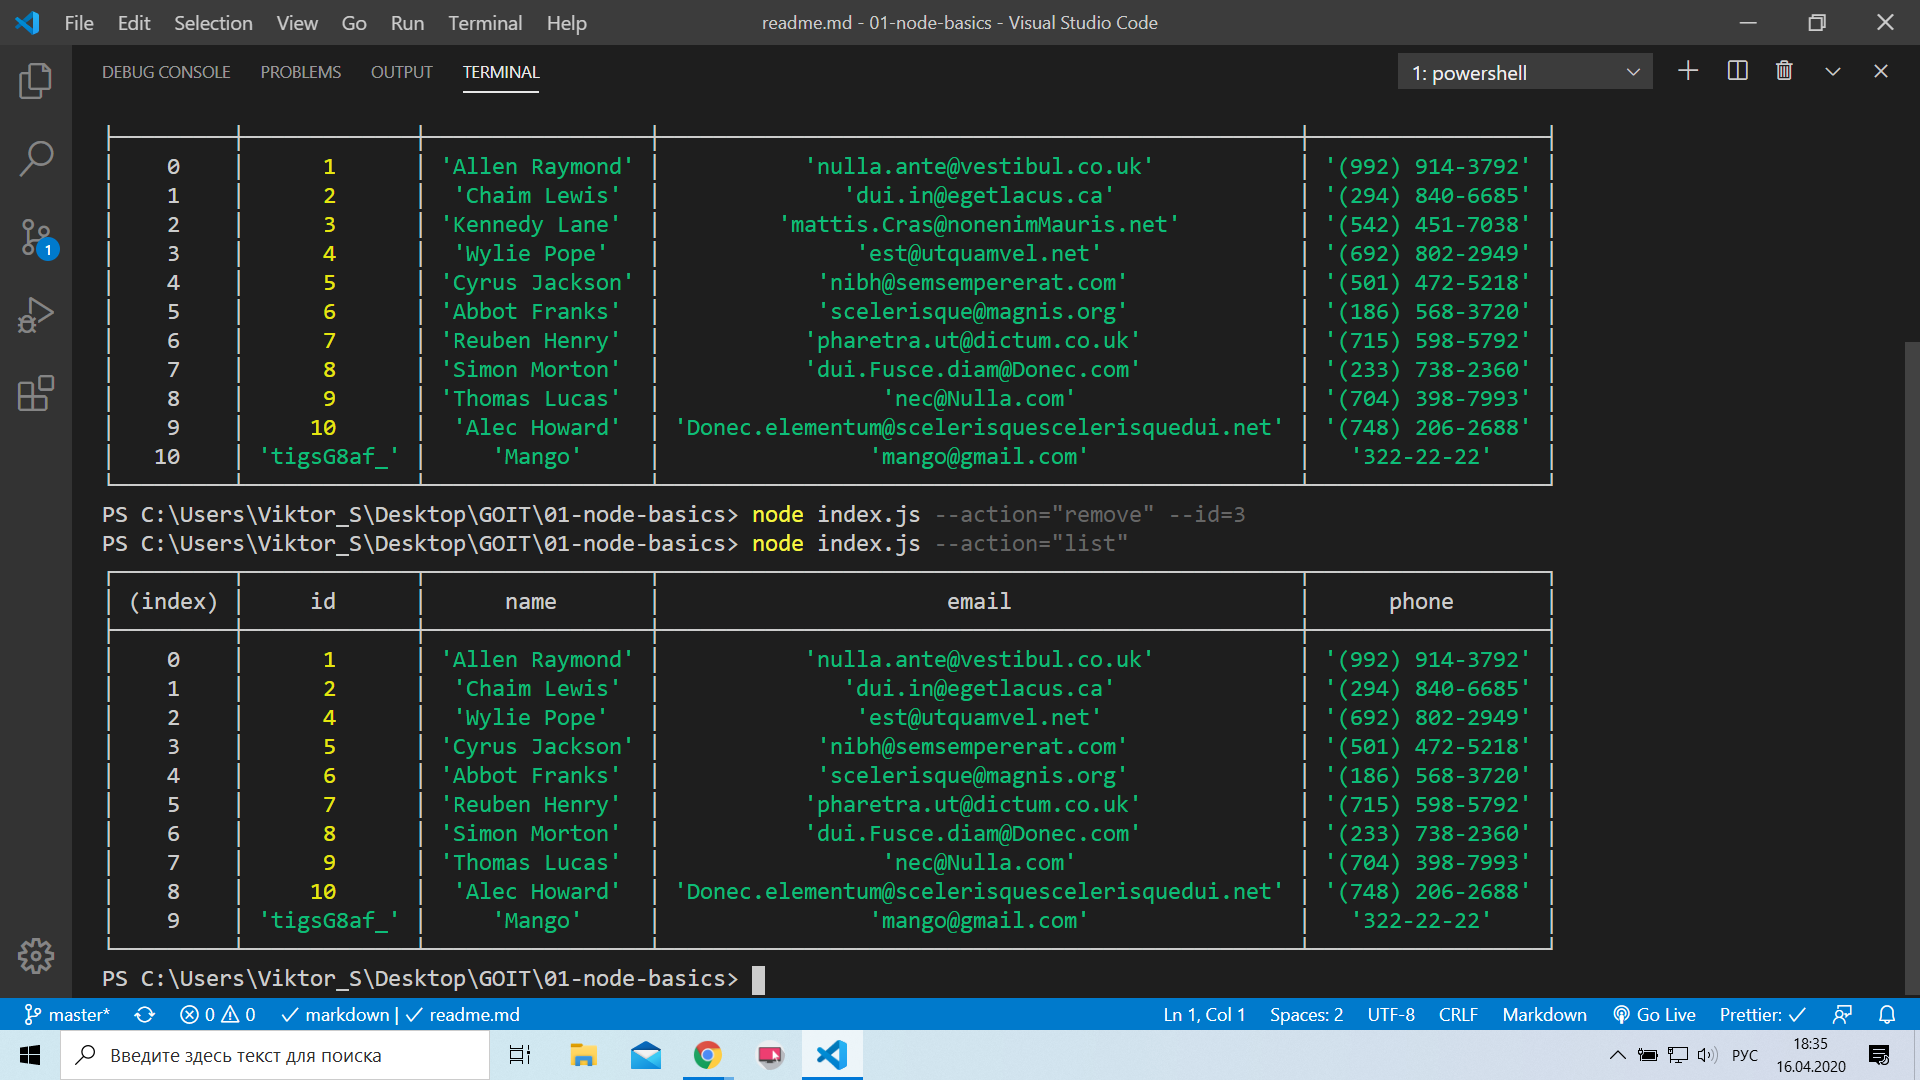 File Edit Selection View Go Run Terminal Help readme.md - 01-node-basics - Visual Studio Code
DEBUG CONSOLE PROBLEMS OUTPUT TERMINAL 1: powershell
0 1 'Allen Raymond' 'nulla.ante@vestibul.co.uk' '(992) 914-3792'
1 2 'Chaim Lewis' 'dui.in@egetlacus.ca' '(294) 840-6685'
2 3 'Kennedy Lane' 'mattis.Cras@nonenimMauris.net' '(542) 451-7038'
3 4 'Wylie Pope' 'est@utquamvel.net' '(692) 802-2949'
4 5 'Cyrus Jackson' 'nibh@semsempererat.com' '(501) 472-5218'
5 6 'Abbot Franks' 'scelerisque@magnis.org' '(186) 568-3720'
6 7 'Reuben Henry' 'pharetra.ut@dictum.co.uk' '(715) 598-5792'
7 8 'Simon Morton' 'dui.Fusce.diam@Donec.com' '(233) 738-2360'
8 9 'Thomas Lucas' 'nec@Nulla.com' '(704) 398-7993'
9 10 'Alec Howard' 'Donec.elementum@scelerisquescelerisquedui.net' '(748) 206-2688'
10 'tigsG8af_' 'Mango' 'mango@gmail.com' '322-22-22'
PS C:\Users\Viktor_S\Desktop\GOIT\01-node-basics> node index.js --action="remove" --id=3
PS C:\Users\Viktor_S\Desktop\GOIT\01-node-basics> node index.js --action="list"
(index) id name email phone
0 1 'Allen Raymond' 'nulla.ante@vestibul.co.uk' '(992) 914-3792'
1 2 'Chaim Lewis' 'dui.in@egetlacus.ca' '(294) 840-6685'
2 4 'Wylie Pope' 'est@utquamvel.net' '(692) 802-2949'
3 5 'Cyrus Jackson' 'nibh@semsempererat.com' '(501) 472-5218'
4 6 'Abbot Franks' 'scelerisque@magnis.org' '(186) 568-3720'
5 7 'Reuben Henry' 'pharetra.ut@dictum.co.uk' '(715) 598-5792'
6 8 'Simon Morton' 'dui.Fusce.diam@Donec.com' '(233) 738-2360'
7 9 'Thomas Lucas' 'nec@Nulla.com' '(704) 398-7993'
8 10 'Alec Howard' 'Donec.elementum@scelerisquescelerisquedui.net' '(748) 206-2688'
9 'tigsG8af_' 'Mango' 'mango@gmail.com' '322-22-22'
PS C:\Users\Viktor_S\Desktop\GOIT\01-node-basics>
1
master* 0 0 markdown | readme.md Ln 1, Col 1 Spaces: 2 UTF-8 CRLF Markdown Go Live Prettier:
Введите здесь текст для поиска РУС 18:35
16.04.2020